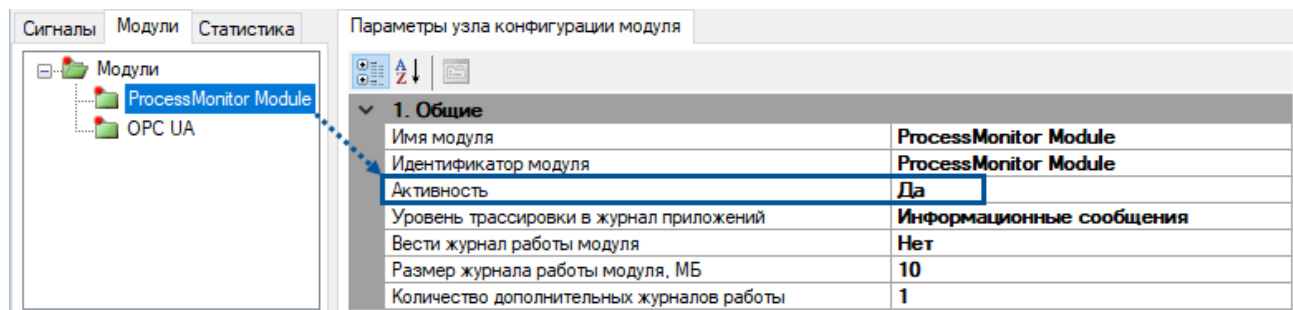 Сигналы Модули Статистика Параметры узла конфигурации модуля
Модули
ProcessMonitor Module
OPC UA
1. Общие
Имя модуля ProcessMonitor Module
Идентификатор модуля ProcessMonitor Module
Активность Да
Уровень трассировки в журнал приложений Информационные сообщения
Вести журнал работы модуля Нет
Размер журнала работы модуля, МБ 10
Количество дополнительных журналов работы 1